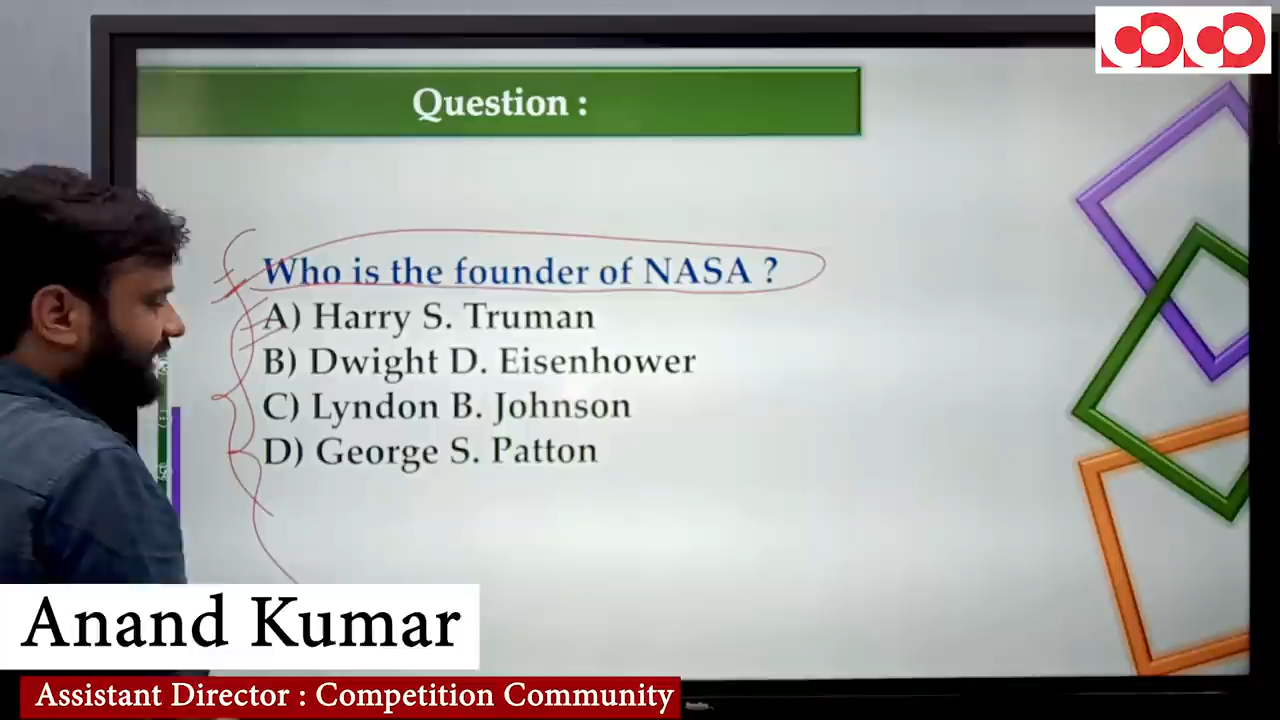 Question :
Who is the founder of NASA ?
A) Harry S. Truman
B) Dwight D. Eisenhower
C) Lyndon B. Johnson
D) George S. Patton
Anand Kumar
Assistant Director : Competition Community